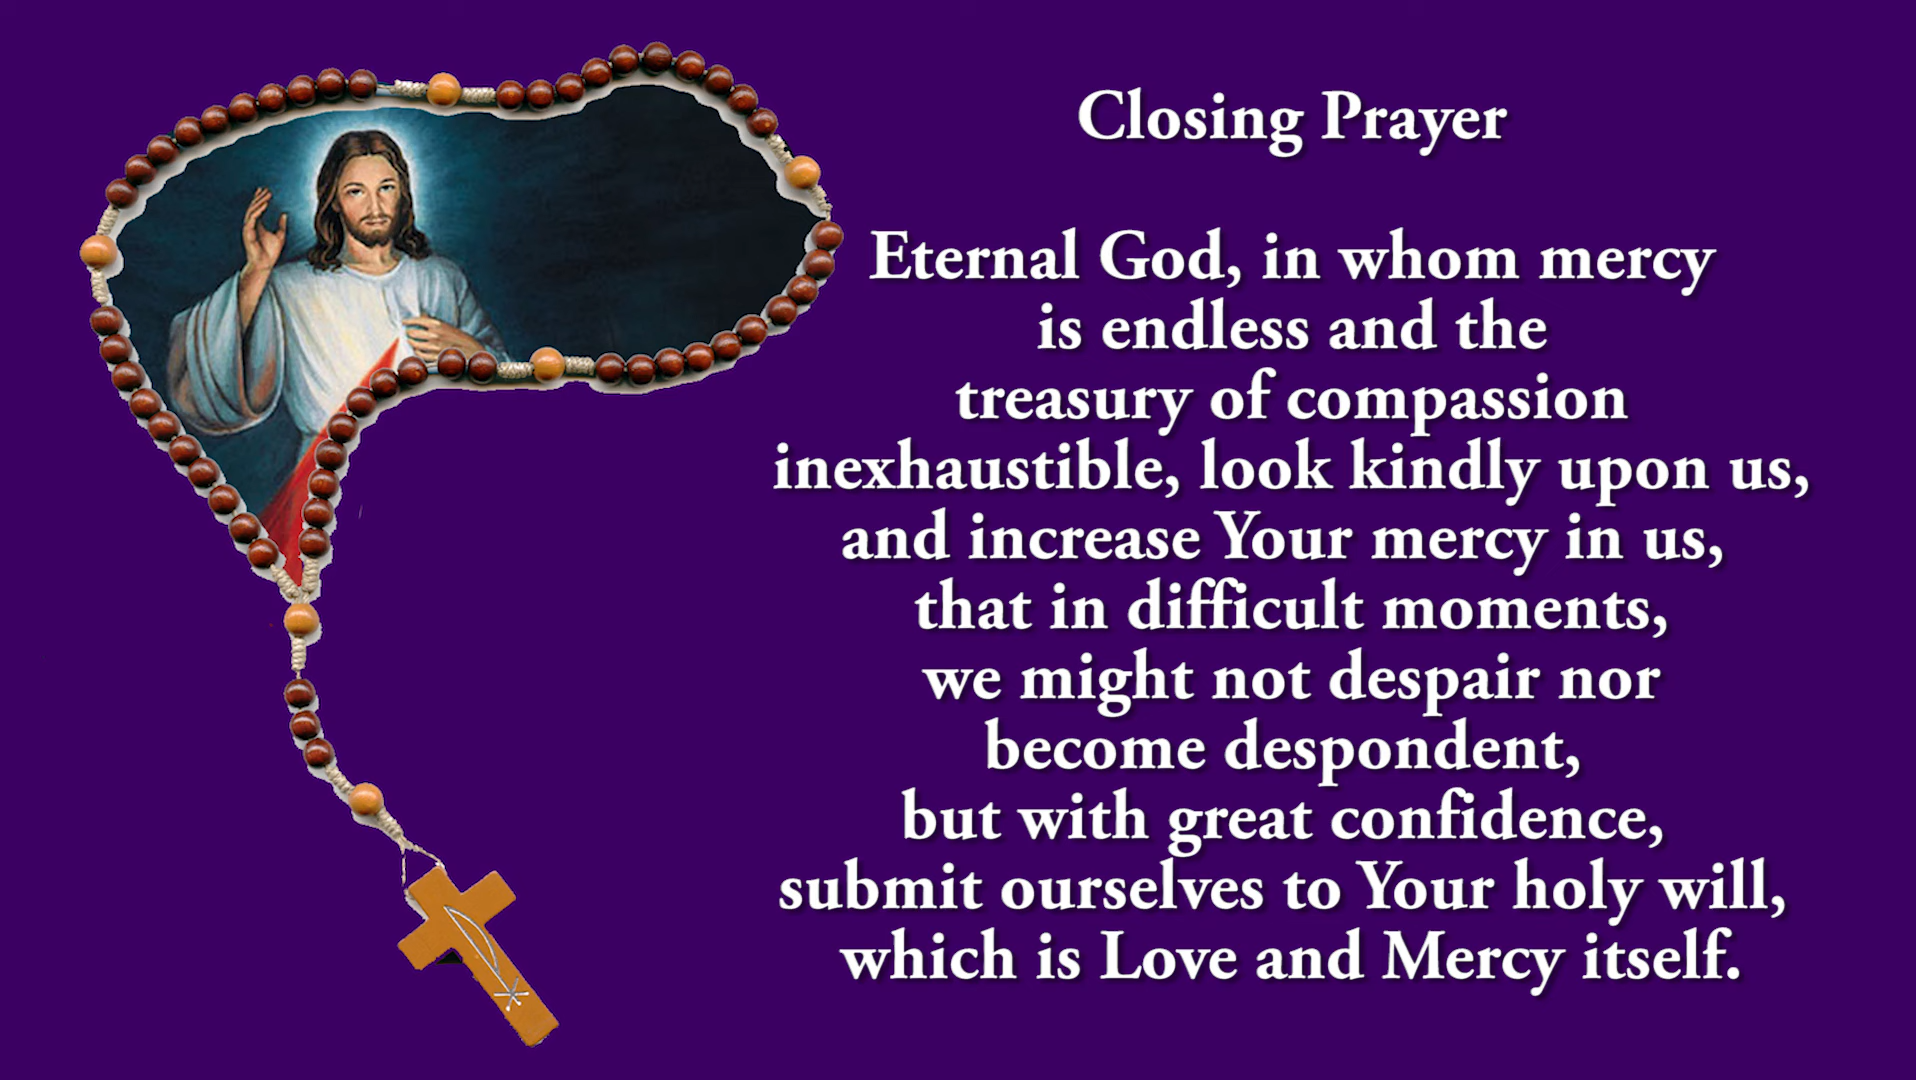 Closing Prayer
Eternal God, in whom mercy
is endless and the
treasury of compassion
inexhaustible, look kindly upon us,
and increase Your mercy in us,
that in difficult moments,
we might not despair nor
become despondent,
but with great confidence,
submit ourselves to Your holy will,
which is Love and Mercy itself.